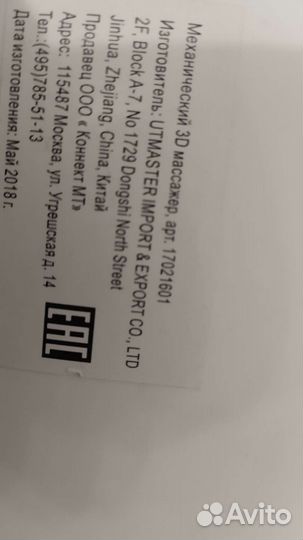 Механический 3D массажер, арт. 17021601
Изготовитель: UTMASTER IMPORT & EXPORT CO., LTD
2F, Block A-7, No 1729 Dongshi North Street
Jinhua, Zhejiang, China, Китай
Продавец ООО « Коннект МТ»
Адрес: 115487 Москва, ул. Угрешская д. 14
Тел.:(495)785-51-13
Дата изготовления: Май 2018 г.
EAC
Avito